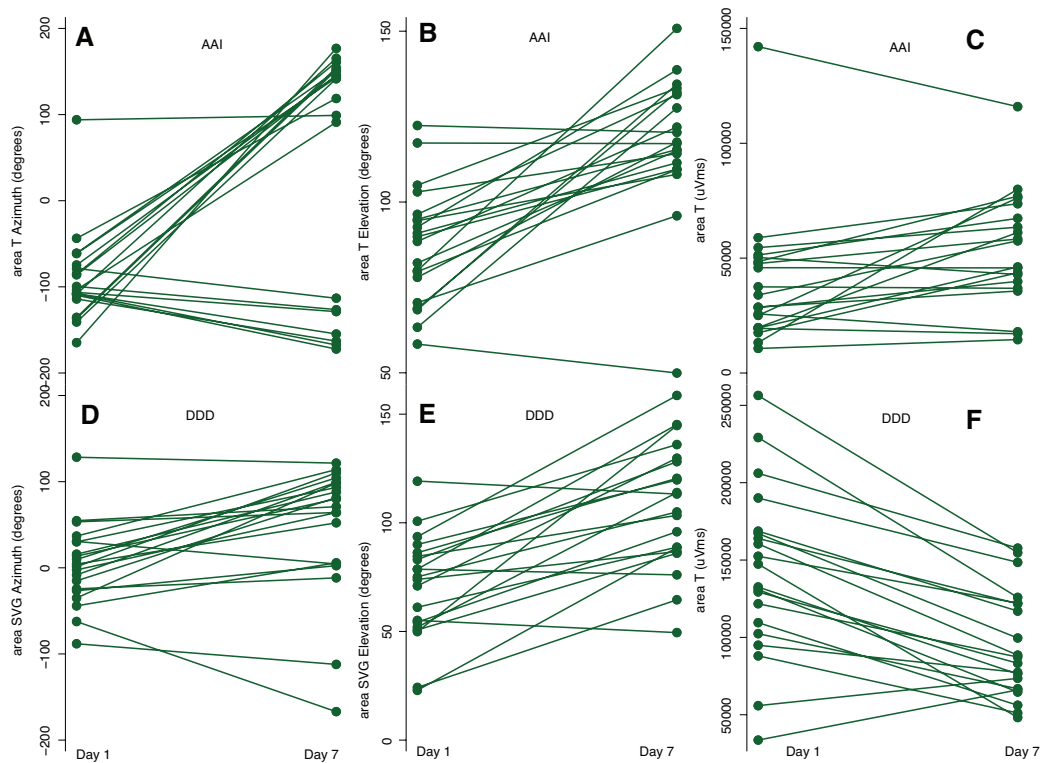 A
AAI
200
100
0
−100
−200
area T Azimuth (degrees)
B
AAI
150
100
50
area T Elevation (degrees)
C
AAI
150000
100000
50000
0
area T (uVms)
D
DDD
200
100
0
−100
−200
area SVG Azimuth (degrees)
Day 1
Day 7
E
DDD
150
100
50
0
area SVG Elevation (degrees)
Day 1
Day 7
F
DDD
250000
200000
150000
100000
50000
area T (uVms)
Day 1
Day 7